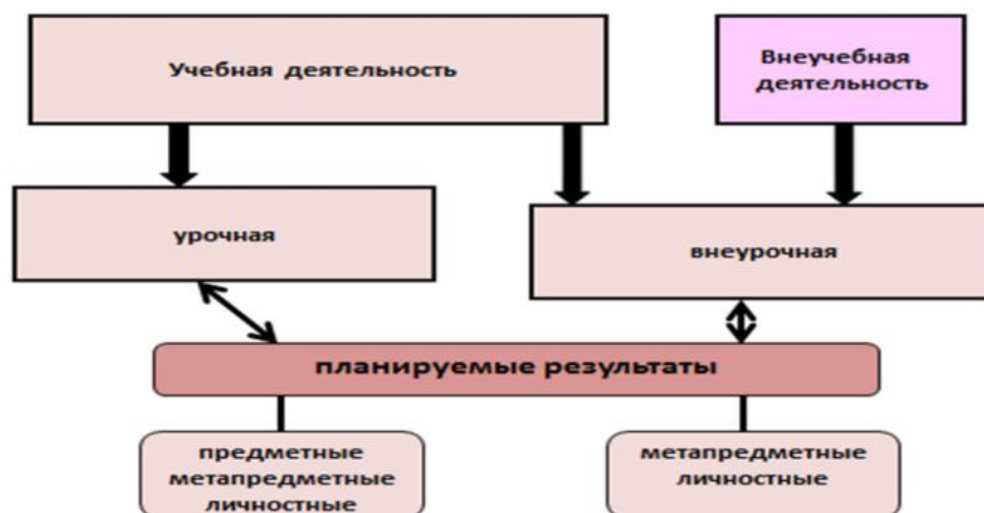 Учебная деятельность
Внеучебная
деятельность
урочная
внеурочная
планируемые результаты
предметные
метапредметные
личностные
метапредметные
личностные